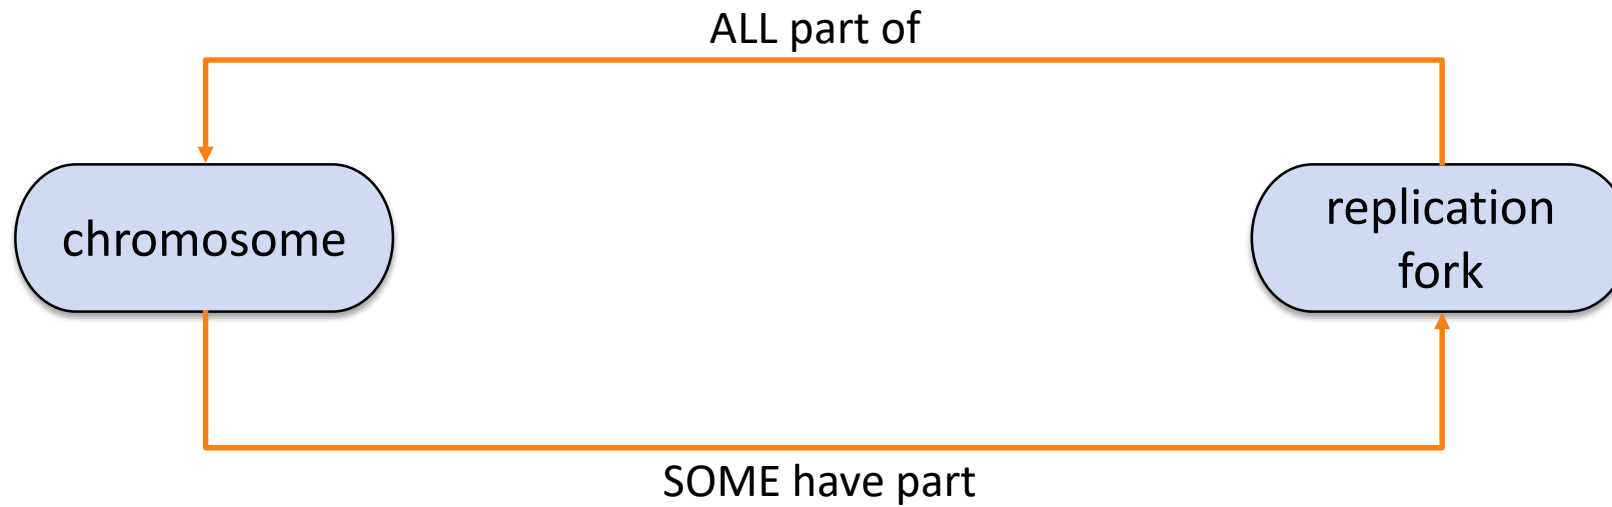 ALL part of
chromosome
replication
fork
SOME have part